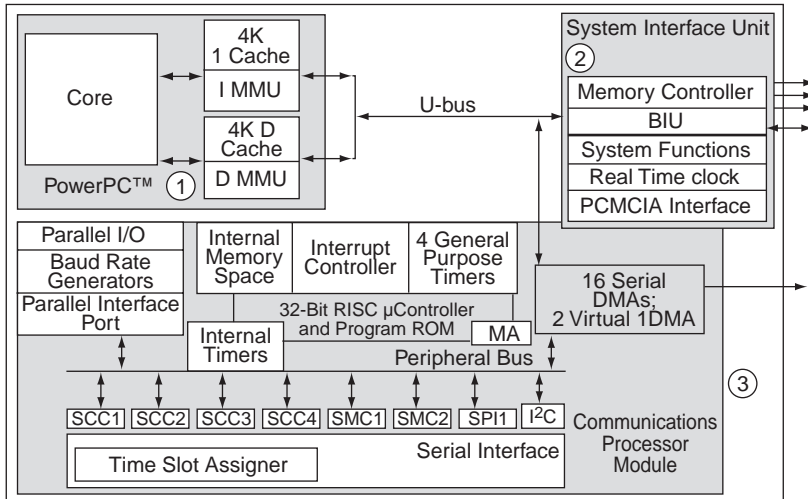 4K
1 Cache
I MMU
Core
4K D
Cache
D MMU
PowerPC™
1
U-bus
System Interface Unit
2
Memory Controller
BIU
System Functions
Real Time clock
PCMCIA Interface
Parallel I/O
Baud Rate
Generators
Parallel Interface
Port
Internal
Memory
Space
Interrupt
Controller
4 General
Purpose
Timers
16 Serial
DMAs;
2 Virtual 1DMA
32-Bit RISC µController
and Program ROM
Internal
Timers
MA
Peripheral Bus
3
SCC1
SCC2
SCC3
SCC4
SMC1
SMC2
SPI1
I²C
Communications
Processor
Module
Serial Interface
Time Slot Assigner